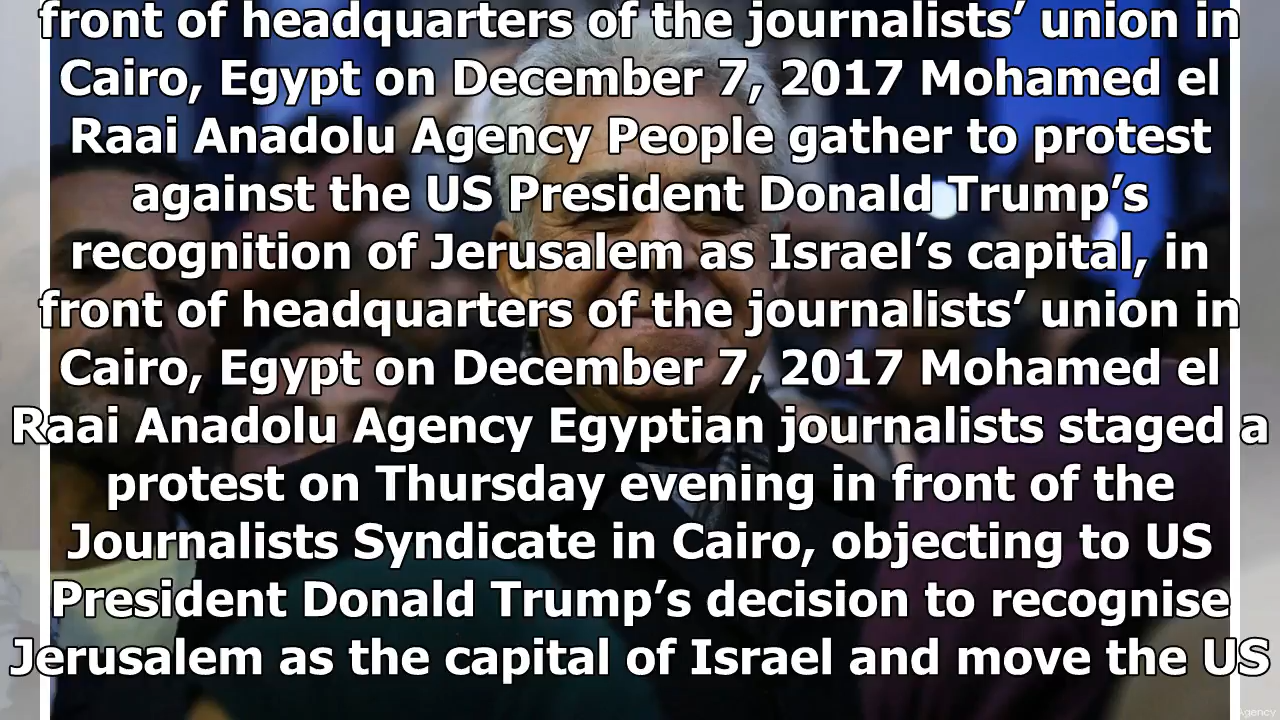 front of headquarters of the journalists’ union in
Cairo, Egypt on December 7, 2017 Mohamed el
Raai Anadolu Agency People gather to protest
against the US President Donald Trump’s
recognition of Jerusalem as Israel’s capital, in
front of headquarters of the journalists’ union in
Cairo, Egypt on December 7, 2017 Mohamed el
Raai Anadolu Agency Egyptian journalists staged a
protest on Thursday evening in front of the
Journalists Syndicate in Cairo, objecting to US
President Donald Trump’s decision to recognise
Jerusalem as the capital of Israel and move the US
Agency